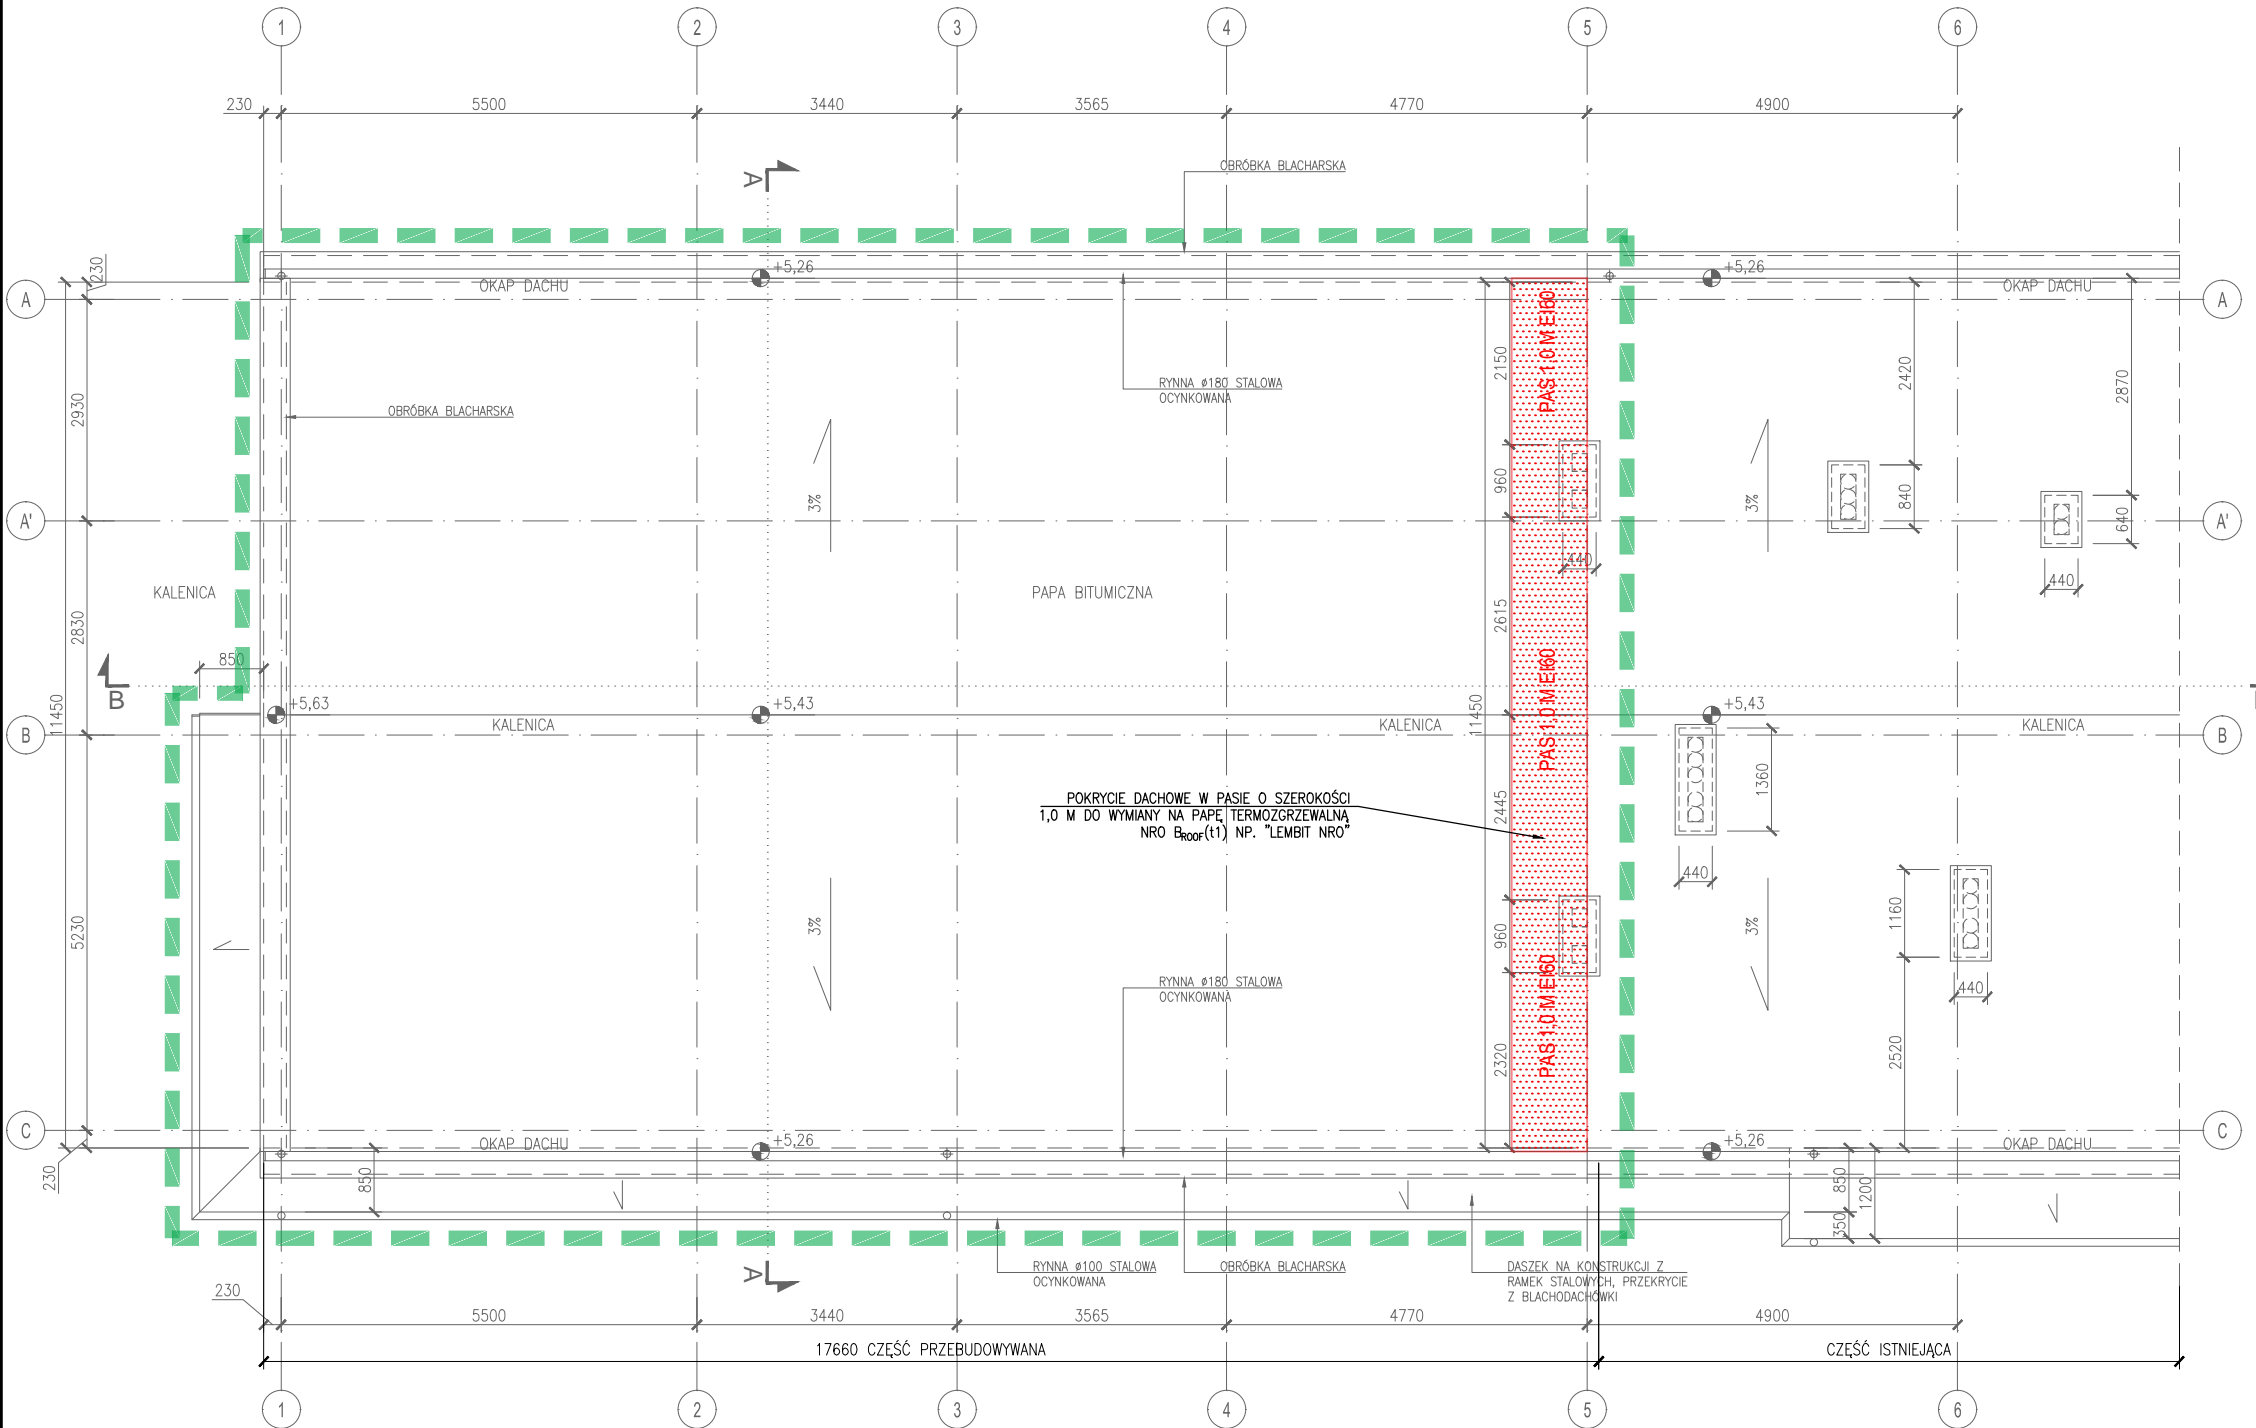 1
2
3
4
5
6
230
5500
3440
3565
4770
4900
A
OBRÓBKA BLACHARSKA
230
+5,26
+5,26
OKAP DACHU
OKAP DACHU
A
A
PAS 1.0 M EI60
2150
2420
2870
RYNNA ø180 STALOWA
OCYNKOWANA
2930
OBRÓBKA BLACHARSKA
3%
960
3%
840
640
A'
A'
440
440
KALENICA
PAPA BITUMICZNA
2830
2615
850
B
11450
+5,63
+5,43
+5,43
KALENICA
KALENICA
11450
PAS 1.0 M EI60
KALENICA
B
B
1360
POKRYCIE DACHOWE W PASIE O SZEROKOŚCI
1,0 M DO WYMIANY NA PAPĘ TERMOZGRZEWALNĄ
NRO BROOF(t1) NP. "LEMBIT NRO"
2445
440
5230
3%
960
3%
1160
RYNNA ø180 STALOWA
OCYNKOWANA
440
PAS 1.0 M EI60
2320
2520
C
C
OKAP DACHU
+5,26
+5,26
OKAP DACHU
230
850
850
1200
350
A
RYNNA ø100 STALOWA
OCYNKOWANA
OBRÓBKA BLACHARSKA
DASZEK NA KONSTRUKCJI Z
RAMEK STALOWYCH, PRZEKRYCIE
Z BLACHODACHÓWKI
230
5500
3440
3565
4770
4900
17660 CZĘŚĆ PRZEBUDOWYWANA
CZĘŚĆ ISTNIEJĄCA
1
2
3
4
5
6